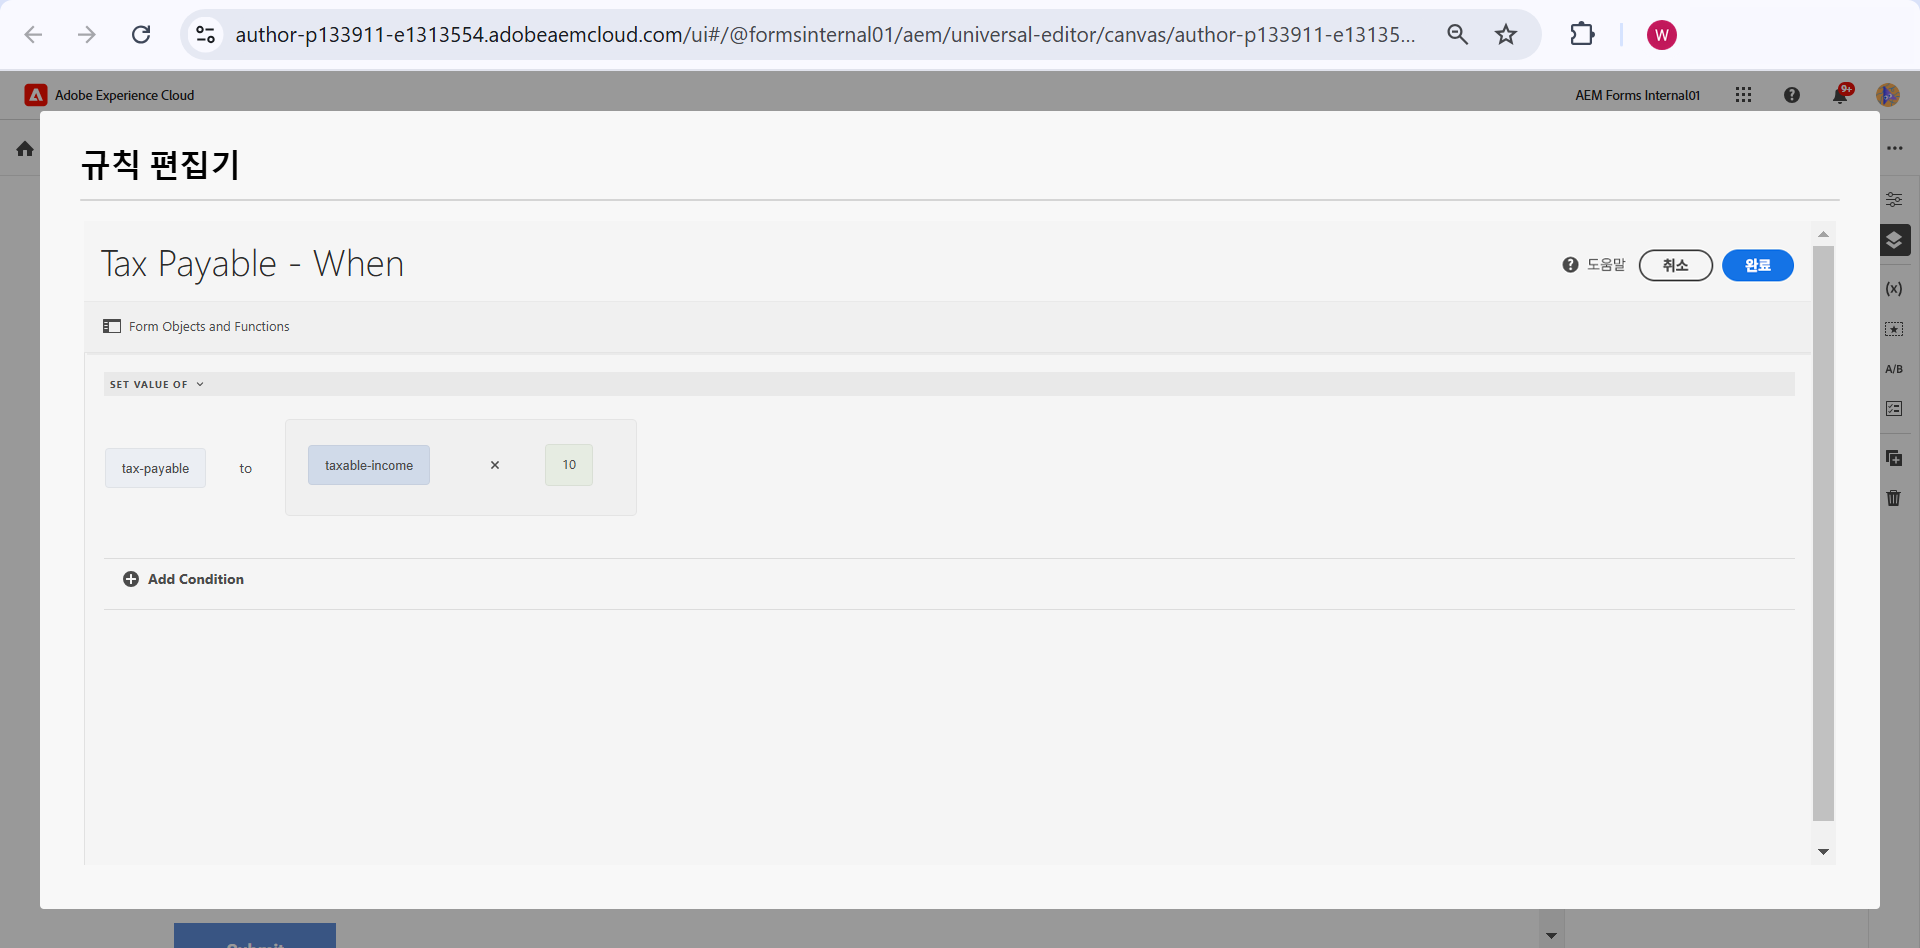 author-p133911-e1313554.adobeaemcloud.com/ui#/@formsinternal01/aem/universal-editor/canvas/author-p133911-e13135...
W
Adobe Experience Cloud
AEM Forms Internal01
9+
규칙 편집기
Tax Payable - When
도움말
취소
완료
Form Objects and Functions
SET VALUE OF
tax-payable
to
taxable-income
×
10
Add Condition
(x)
A/B
Submit